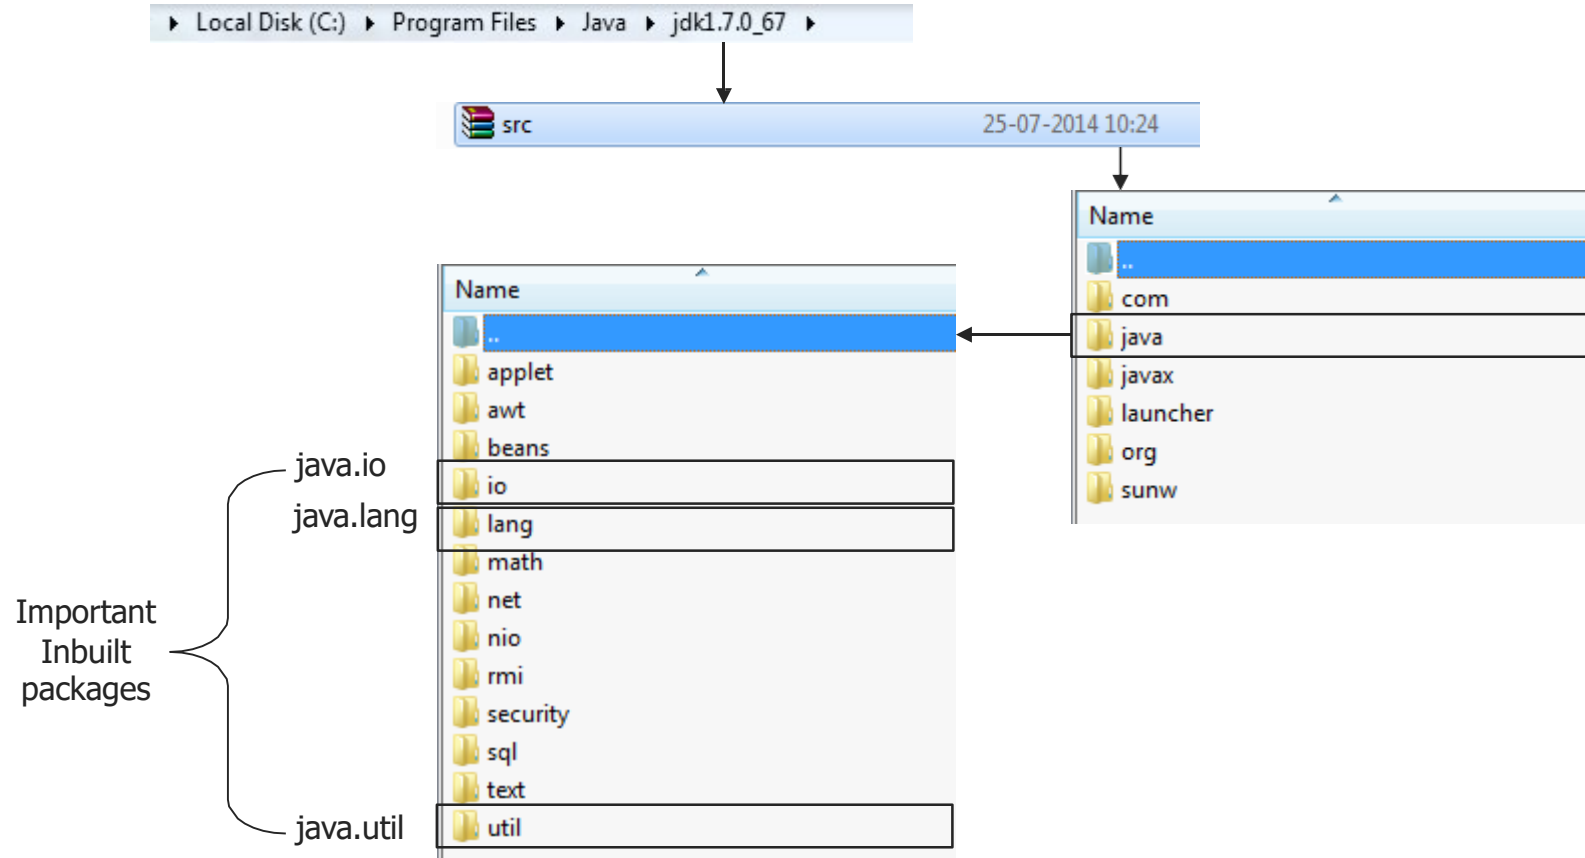 Local Disk (C:) Program Files Java jdk1.7.0_67
src 25-07-2014 10:24
Name
..
com
java
javax
launcher
org
sunw
Name
..
applet
awt
beans
io
lang
math
net
nio
rmi
security
sql
text
util
java.io
java.lang
java.util
Important
Inbuilt
packages